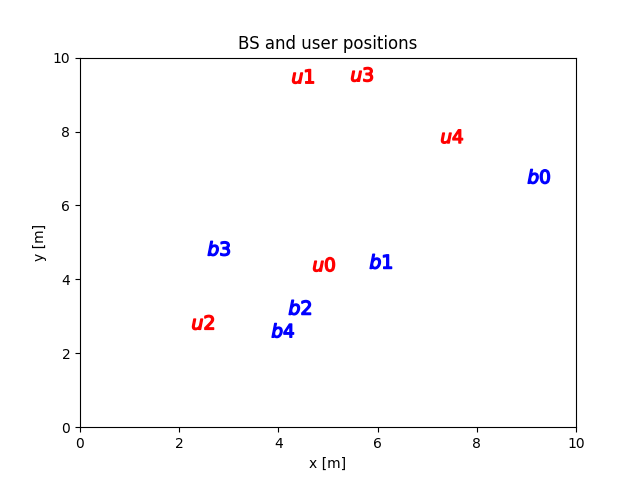 BS and user positions
10
u1
u3
8
u4
b0
6
y [m]
b3
u0
b1
4
b2
u2
b4
2
0
0 2 4 6 8 10
x [m]